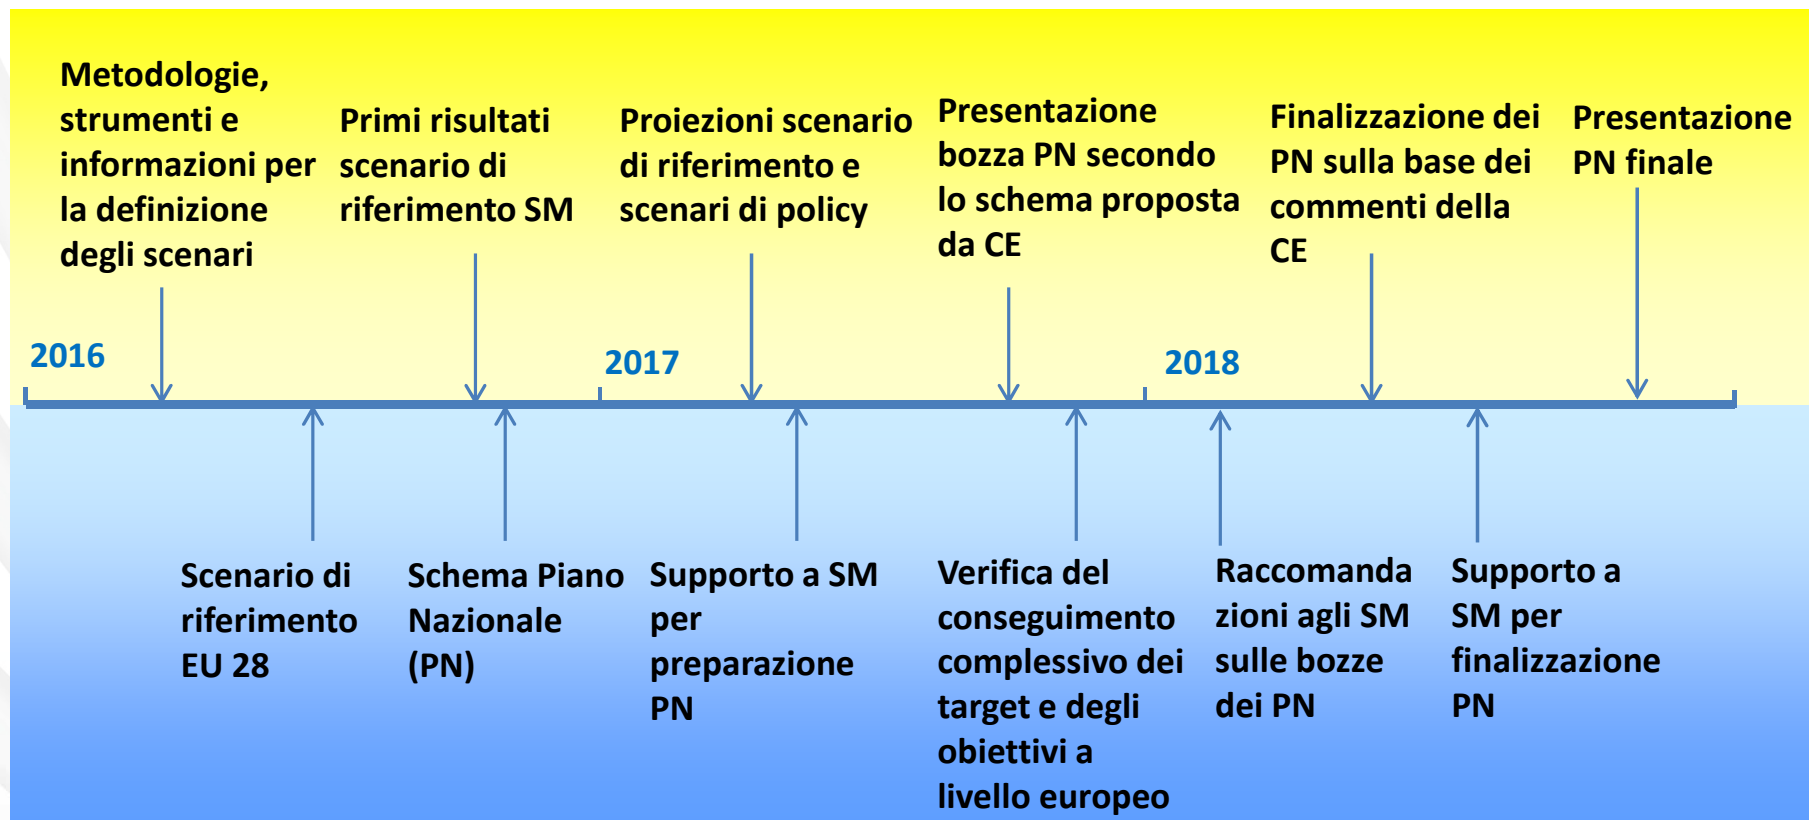 Metodologie,
strumenti e
informazioni per
la definizione
degli scenari
Primi risultati
scenario di
riferimento SM
Proiezioni scenario
di riferimento e
scenari di policy
Presentazione
bozza PN secondo
lo schema proposta
da CE
Finalizzazione dei
PN sulla base dei
commenti della
CE
Presentazione
PN finale
2016
2017
2018
Scenario di
riferimento
EU 28
Schema Piano
Nazionale
(PN)
Supporto a SM
per
preparazione
PN
Verifica del
conseguimento
complessivo dei
target e degli
obiettivi a
livello europeo
Raccomanda
zioni agli SM
sulle bozze
dei PN
Supporto a
SM per
finalizzazione
PN